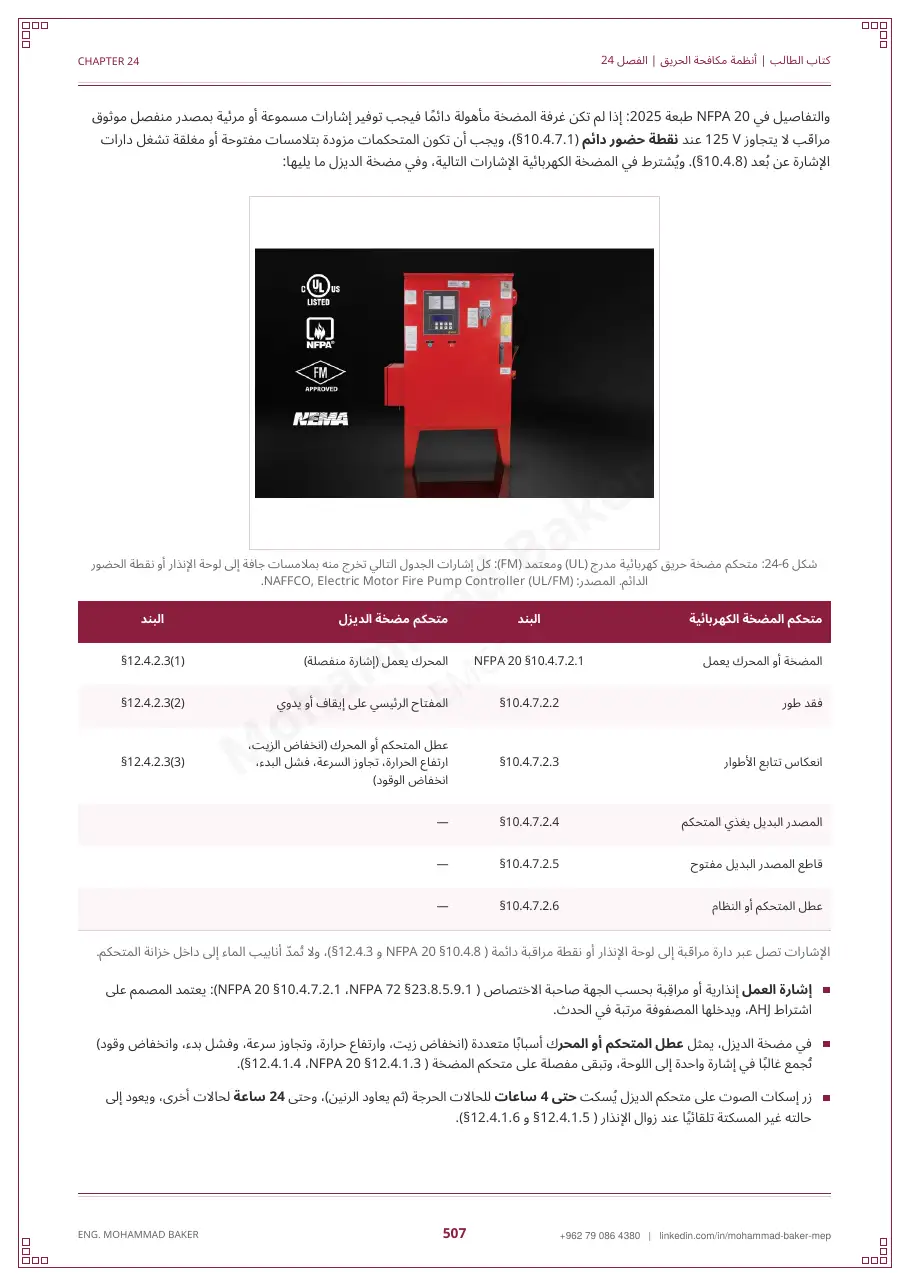 كتاب الطالب | أنظمة مكافحة الحريق | الفصل 24
CHAPTER 24
والتفاصيل في NFPA 20 طبعة 2025: إذا لم تكن غرفة المضخة مأهولة دائمًا فيجب توفير إشارات مسموعة أو مرئية بمصدر منفصل موثوق
مراقَب لا يتجاوز 125 V عند نقطة حضور دائم (§10.4.7.1)، ويجب أن تكون المتحكمات مزودة بتلامسات مفتوحة أو مغلقة تشغل دارات
الإشارة عن بُعد (§10.4.8). ويُشترط في المضخة الكهربائية الإشارات التالية، وفي مضخة الديزل ما يليها:
C UL US
LISTED
NFPA®
FM
APPROVED
NEMA
شكل 6-24: متحكم مضخة حريق كهربائية مدرج (UL) ومعتمد (FM): كل إشارات الجدول التالي تخرج منه بملامسات جافة إلى لوحة الإنذار أو نقطة الحضور
الدائم. المصدر: NAFFCO, Electric Motor Fire Pump Controller (UL/FM).
متحكم المضخة الكهربائية البند متحكم مضخة الديزل البند
المضخة أو المحرك يعمل NFPA 20 §10.4.7.2.1 المحرك يعمل (إشارة منفصلة) §12.4.2.3(1)
فقد طور §10.4.7.2.2 المفتاح الرئيسي على إيقاف أو يدوي §12.4.2.3(2)
انعكاس تتابع الأطوار §10.4.7.2.3 عطل المتحكم أو المحرك (انخفاض الزيت،
ارتفاع الحرارة، تجاوز السرعة، فشل البدء،
انخفاض الوقود) §12.4.2.3(3)
المصدر البديل يغذي المتحكم §10.4.7.2.4 —
قاطع المصدر البديل مفتوح §10.4.7.2.5 —
عطل المتحكم أو النظام §10.4.7.2.6 —
الإشارات تصل عبر دارة مراقَبة إلى لوحة الإنذار أو نقطة مراقبة دائمة ( NFPA 20 §10.4.8 و §12.4.3)، ولا تُمدّ أنابيب الماء إلى داخل خزانة المتحكم.
إشارة العمل إنذارية أو مراقِبة بحسب الجهة صاحبة الاختصاص ( NFPA 72 §23.8.5.9.1، NFPA 20 §10.4.7.2.1): يعتمد المصمم على
اشتراط AHJ، ويدخلها المصفوفة مرتبة في الحدث.
في مضخة الديزل، يمثل عطل المتحكم أو المحرك أسبابًا متعددة (انخفاض زيت، وارتفاع حرارة، وتجاوز سرعة، وفشل بدء، وانخفاض وقود)
تُجمع غالبًا في إشارة واحدة إلى اللوحة، وتبقى مفصلة على متحكم المضخة ( NFPA 20 §12.4.1.3، §12.4.1.4).
زر إسكات الصوت على متحكم الديزل يُسكت حتى 4 ساعات للحالات الحرجة (ثم يعاود الرنين)، وحتى 24 ساعة لحالات أخرى، ويعود إلى
حالته غير المسكتة تلقائيًا عند زوال الإنذار ( §12.4.1.5 و §12.4.1.6).
ENG. MOHAMMAD BAKER
507
+962 79 086 4380 | linkedin.com/in/mohammad-baker-mep